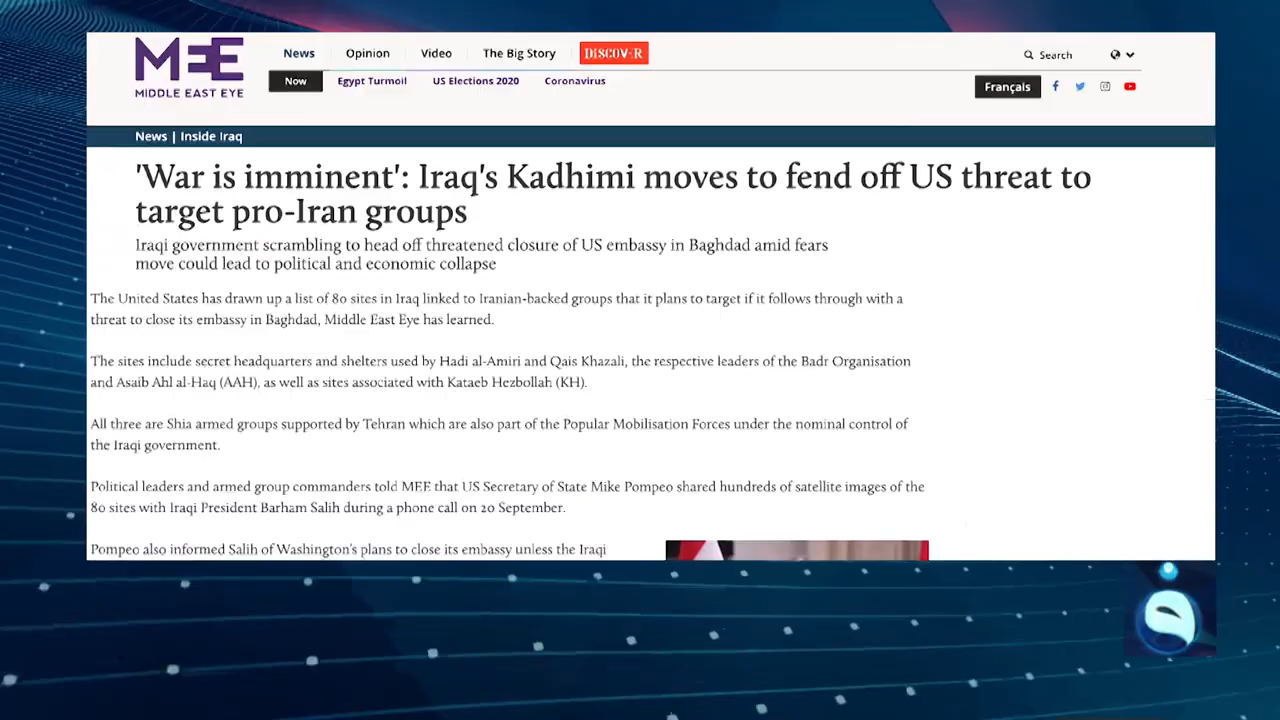 MEE
MIDDLE EAST EYE
News
Opinion
Video
The Big Story
DISCOVER
Search
Now
Egypt Turmoil
US Elections 2020
Coronavirus
Français
News | Inside Iraq
'War is imminent': Iraq's Kadhimi moves to fend off US threat to
target pro-Iran groups
Iraqi government scrambling to head off threatened closure of US embassy in Baghdad amid fears
move could lead to political and economic collapse
The United States has drawn up a list of 80 sites in Iraq linked to Iranian-backed groups that it plans to target if it follows through with a
threat to close its embassy in Baghdad, Middle East Eye has learned.
The sites include secret headquarters and shelters used by Hadi al-Amiri and Qais Khazali, the respective leaders of the Badr Organisation
and Asaib Ahl al-Haq (AAH), as well as sites associated with Kataeb Hezbollah (KH).
All three are Shia armed groups supported by Tehran which are also part of the Popular Mobilisation Forces under the nominal control of
the Iraqi government.
Political leaders and armed group commanders told MEE that US Secretary of State Mike Pompeo shared hundreds of satellite images of the
80 sites with Iraqi President Barham Salih during a phone call on 20 September.
Pompeo also informed Salih of Washington's plans to close its embassy unless the Iraqi